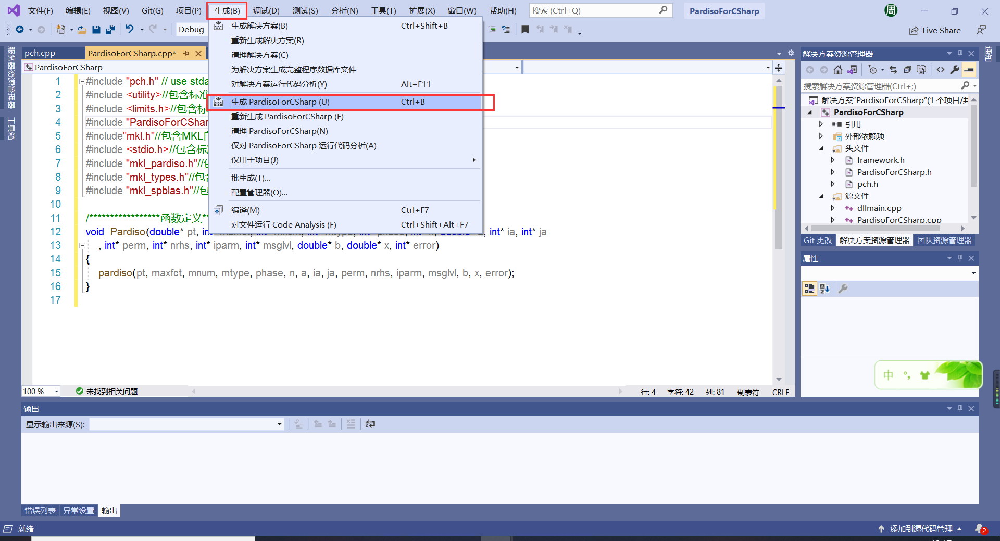 文件(F) 编辑(E) 视图(V) Git(G) 项目(P) 生成(B) 调试(D) 测试(S) 分析(N) 工具(T) 扩展(X) 窗口(W) 帮助(H) 搜索 (Ctrl+Q) PardisoForCSharp 周
Debug
Live Share
服务器资源管理器
工具箱
pch.cpp PardisoForCSharp.cpp*
PardisoForCSharp
生成解决方案(B) Ctrl+Shift+B
重新生成解决方案(R)
清理解决方案(C)
为解决方案生成完整程序数据库文件
对解决方案运行代码分析(Y) Alt+F11
生成 PardisoForCSharp (U) Ctrl+B
重新生成 PardisoForCSharp (E)
清理 PardisoForCSharp(N)
仅对 PardisoForCSharp 运行代码分析(A)
仅用于项目(J)
批生成(T)...
配置管理器(O)...
编译(M) Ctrl+F7
对文件运行 Code Analysis (F) Ctrl+Shift+Alt+F7
1 #include "pch.h" // use stda
2 #include <utility>//包含标准
3 #include <limits.h>//包含标
4 #include "PardisoForCShar
5 #include"mkl.h"//包含MKL自
6 #include <stdio.h>//包含标准
7 #include "mkl_pardiso.h"//包
8 #include "mkl_types.h"//包含
9 #include "mkl_spblas.h"//包
10
11 /*****************函数定义**
12 void Pardiso(double* pt, int* maxfct, int* mnum, int* mtype, int* phase, int* n, double* a, int* ia, int* ja
13 , int* perm, int* nrhs, int* iparm, int* msglvl, double* b, double* x, int* error)
14 {
15 pardiso(pt, maxfct, mnum, mtype, phase, n, a, ia, ja, perm, nrhs, iparm, msglvl, b, x, error);
16 }
17
100 % 未找到相关问题 行: 4 字符: 42 列: 81 制表符 CRLF
解决方案资源管理器
搜索解决方案资源管理器(Ctrl+;)
解决方案"PardisoForCSharp"(1 个项目/共
PardisoForCSharp
引用
外部依赖项
头文件
framework.h
PardisoForCSharp.h
pch.h
源文件
dllmain.cpp
PardisoForCSharp.cpp
Git 更改 解决方案资源管理器 团队资源管理器
属性
通知
中
输出
显示输出来源(S):
错误列表 异常设置 输出
就绪 添加到源代码管理 2